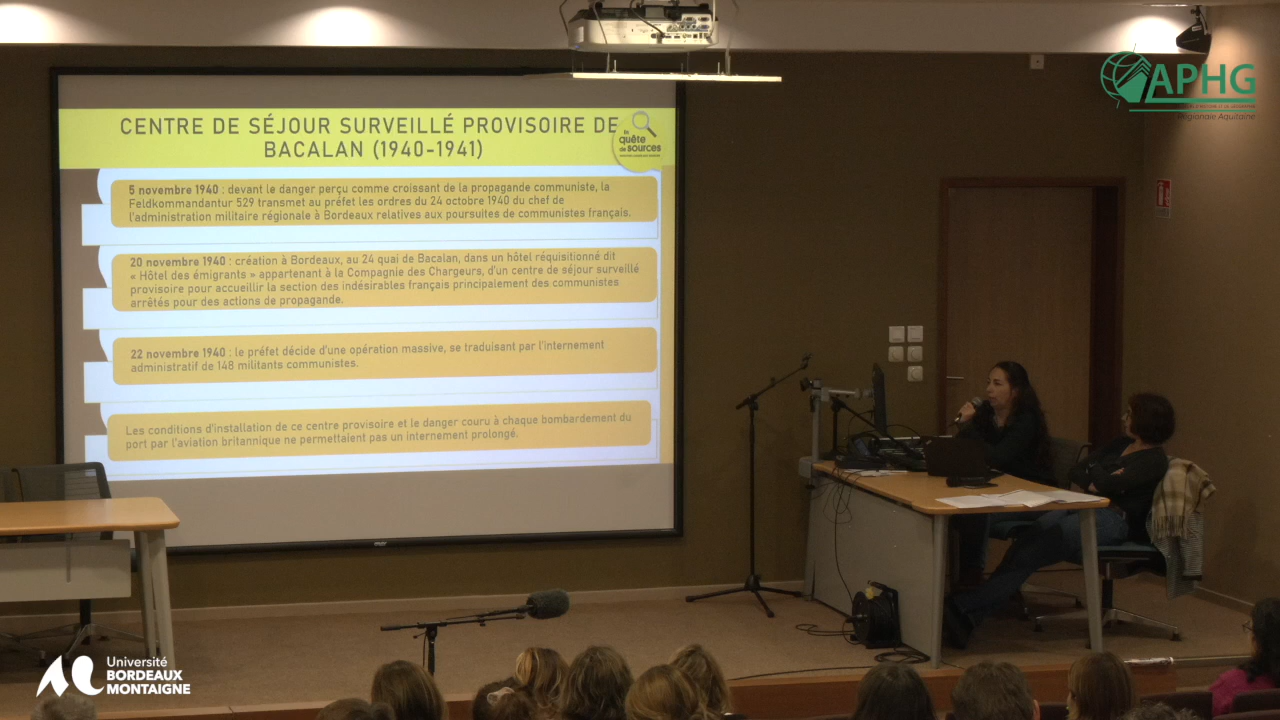 CENTRE DE SÉJOUR SURVEILLÉ PROVISOIRE DE
BACALAN (1940-1941)
quête
de sources
5 novembre 1940 : devant le danger perçu comme croissant de la propagande communiste, la
Feldkommandantur 529 transmet au préfet les ordres du 24 octobre 1940 du chef de
l'administration militaire régionale à Bordeaux relatives aux poursuites de communistes français.
20 novembre 1940 : création à Bordeaux, au 24 quai de Bacalan, dans un hôtel réquisitionné dit
« Hôtel des émigrants » appartenant à la Compagnie des Chargeurs, d'un centre de séjour surveillé
provisoire pour accueillir la section des indésirables français principalement des communistes
arrêtés pour des actions de propagande.
22 novembre 1940 : le préfet décide d'une opération massive, se traduisant par l'internement
administratif de 148 militants communistes.
Les conditions d'installation de ce centre provisoire et le danger couru à chaque bombardement du
port par l'aviation britannique ne permettaient pas un internement prolongé.
APHG
Régionale Aquitaine
Université
BORDEAUX
MONTAIGNE